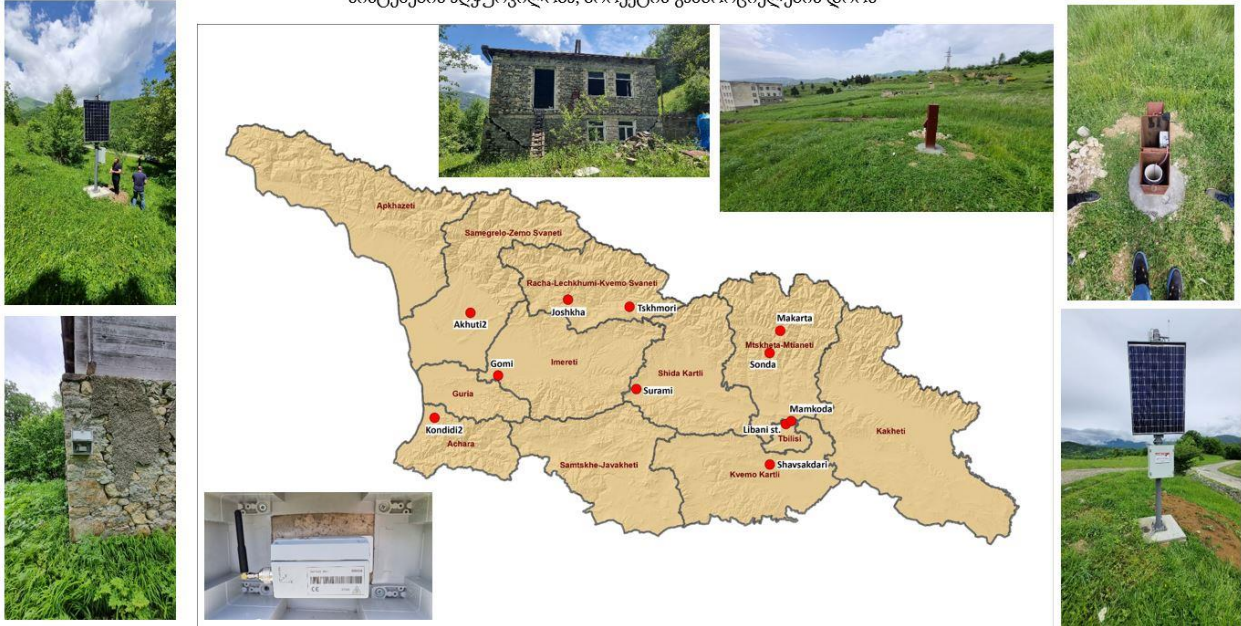 Apkhazeti
Samegrelo-Zemo Svaneti
Racha-Lechkhumi-Kvemo Svaneti
Joshkha
Tskhmori
Akhuti2
Makarta
Mtskheta-Mtianeti
Sonda
Gomi
Imereti
Shida Kartli
Surami
Guria
Kondidi2
Achara
Mamkoda
Libani st.
Tbilisi
Kakheti
Samtskhe-Javakheti
Shavsakdari
Kvemo Kartli